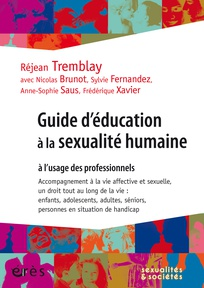 Réjean Tremblay
avec Nicolas Brunot, Sylvie Fernandez,
Anne-Sophie Saus, Frédérique Xavier
Guide d'éducation
à la sexualité humaine
à l'usage des professionnels
Accompagnement à la vie affective et sexuelle,
un droit tout au long de la vie :
enfants, adolescents, adultes, séniors,
personnes en situation de handicap
érès
sexualités
& sociétés